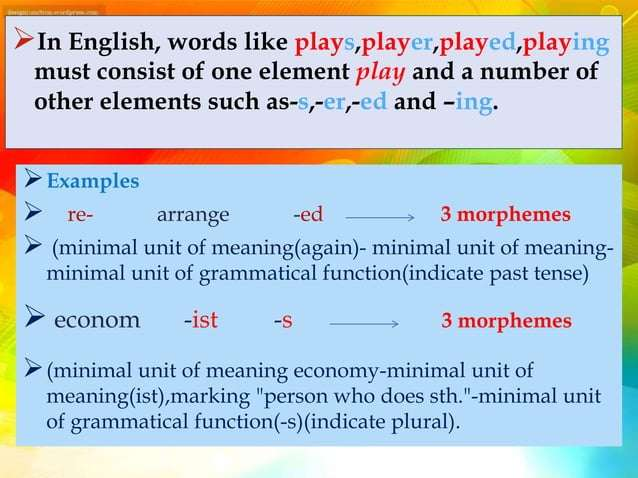 ➢In English, words like plays,player,played,playing
must consist of one element play and a number of
other elements such as-s,-er,-ed and –ing.
➢Examples
➢ re- arrange -ed 3 morphemes
➢ (minimal unit of meaning(again)- minimal unit of meaning-
minimal unit of grammatical function(indicate past tense)
➢ econom -ist -s 3 morphemes
➢(minimal unit of meaning economy-minimal unit of
meaning(ist),marking "person who does sth."-minimal unit
of grammatical function(-s)(indicate plural).